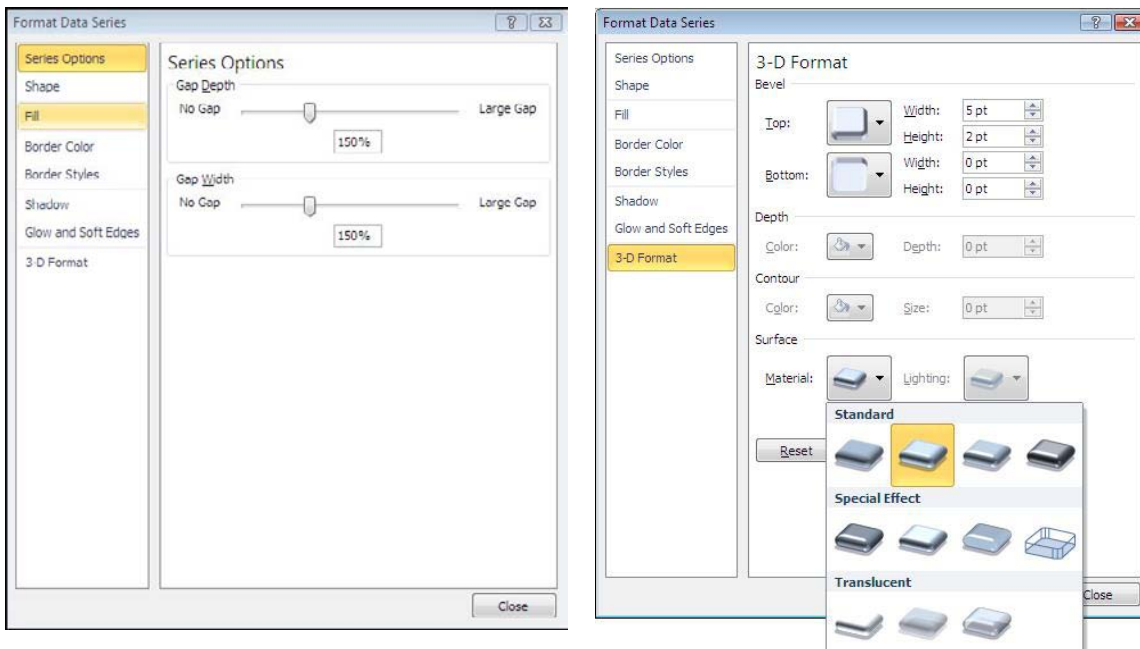 Format Data Series
Series Options
Shape
Fill
Border Color
Border Styles
Shadow
Glow and Soft Edges
3-D Format
Series Options
Gap Depth
No Gap Large Gap
150%
Gap Width
No Gap Large Gap
150%
Close
Format Data Series
Series Options
Shape
Fill
Border Color
Border Styles
Shadow
Glow and Soft Edges
3-D Format
3-D Format
Bevel
Top: Width: 5 pt
Height: 2 pt
Bottom: Width: 0 pt
Height: 0 pt
Depth
Color: Depth: 0 pt
Contour
Color: Size: 0 pt
Surface
Material: Lighting:
Standard
Reset
Special Effect
Translucent
Close